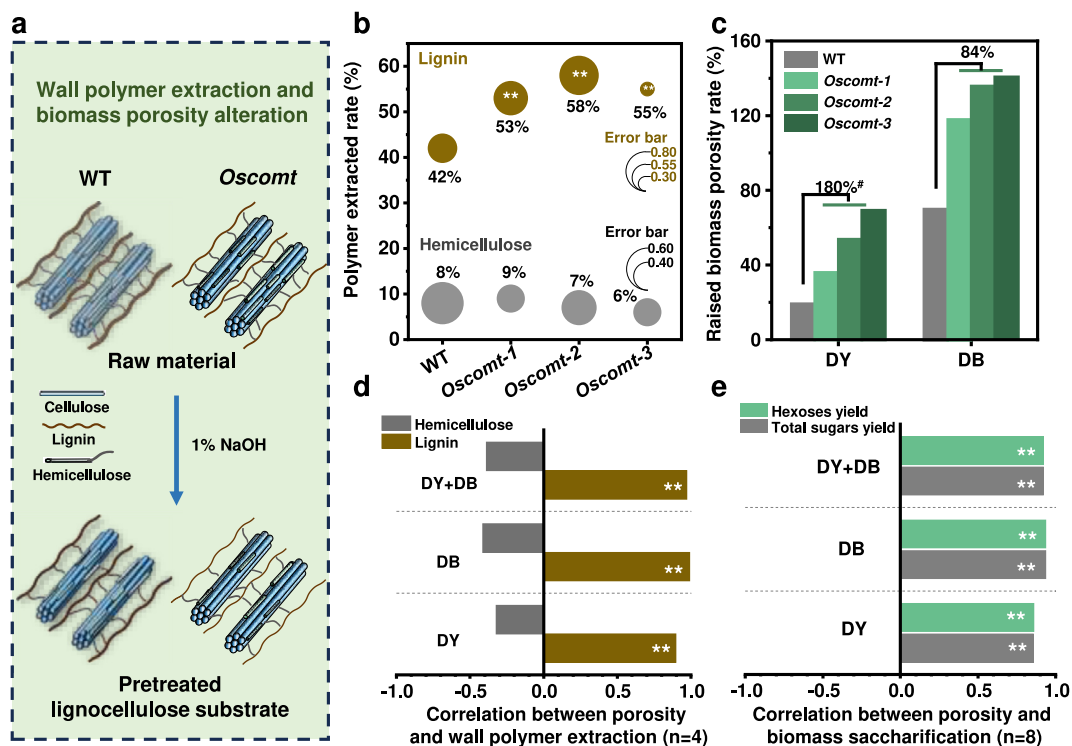 a
Wall polymer extraction and
biomass porosity alteration
WT
Oscomt
Raw material
Cellulose
Lignin
Hemicellulose
1% NaOH
Pretreated
lignocellulose substrate
b
Polymer extracted rate (%)
60
50
40
30
20
10
0
Lignin
**
**
**
42%
53%
58%
55%
Error bar
0.80
0.55
0.30
Hemicellulose
Error bar
0.60
0.40
8%
9%
7%
6%
WT
Oscomt-1
Oscomt-2
Oscomt-3
c
Raised biomass porosity rate (%)
160
120
80
40
0
WT
Oscomt-1
Oscomt-2
Oscomt-3
180%#
84%
DY
DB
d
Hemicellulose
Lignin
DY+DB
**
DB
**
DY
**
-1.0 -0.5 0.0 0.5 1.0
Correlation between porosity
and wall polymer extraction (n=4)
e
Hexoses yield
Total sugars yield
DY+DB
**
**
DB
**
**
DY
**
**
-1.0 -0.5 0.0 0.5 1.0
Correlation between porosity and
biomass saccharification (n=8)